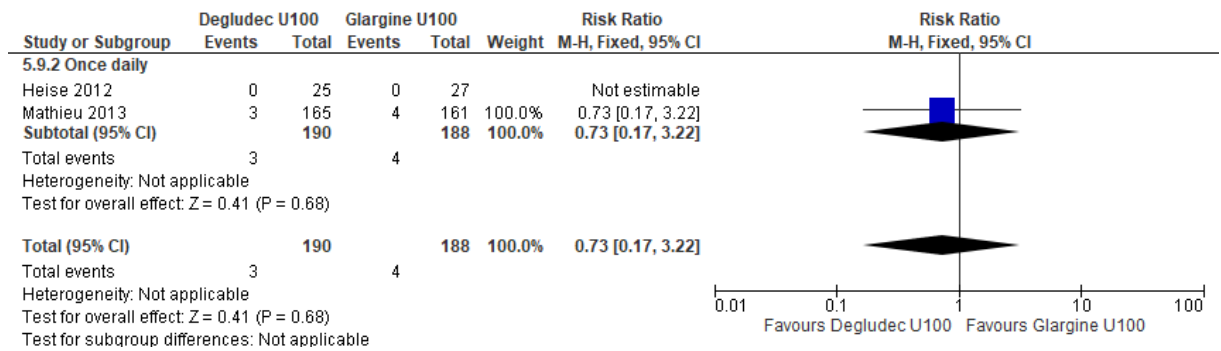 Degludec U100 Glargine U100 Risk Ratio Risk Ratio
Study or Subgroup Events Total Events Total Weight M-H, Fixed, 95% CI M-H, Fixed, 95% CI
5.9.2 Once daily
Heise 2012 0 25 0 27 Not estimable
Mathieu 2013 3 165 4 161 100.0% 0.73 [0.17, 3.22]
Subtotal (95% CI) 190 188 100.0% 0.73 [0.17, 3.22]
Total events 3 4
Heterogeneity: Not applicable
Test for overall effect: Z = 0.41 (P = 0.68)
Total (95% CI) 190 188 100.0% 0.73 [0.17, 3.22]
Total events 3 4
Heterogeneity: Not applicable
Test for overall effect: Z = 0.41 (P = 0.68)
Test for subgroup differences: Not applicable
0.01 0.1 1 10 100
Favours Degludec U100 Favours Glargine U100